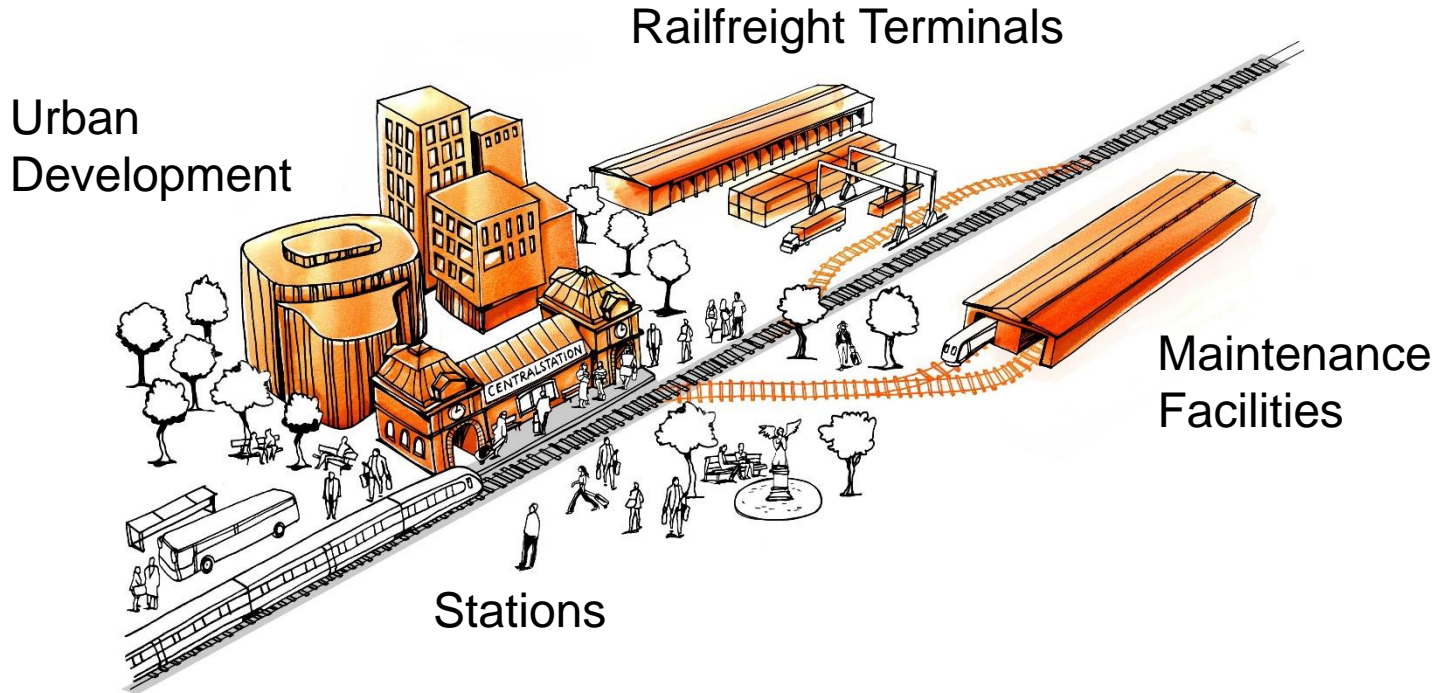 Railfreight Terminals
Urban
Development
CENTRALSTATION
Maintenance
Facilities
Stations